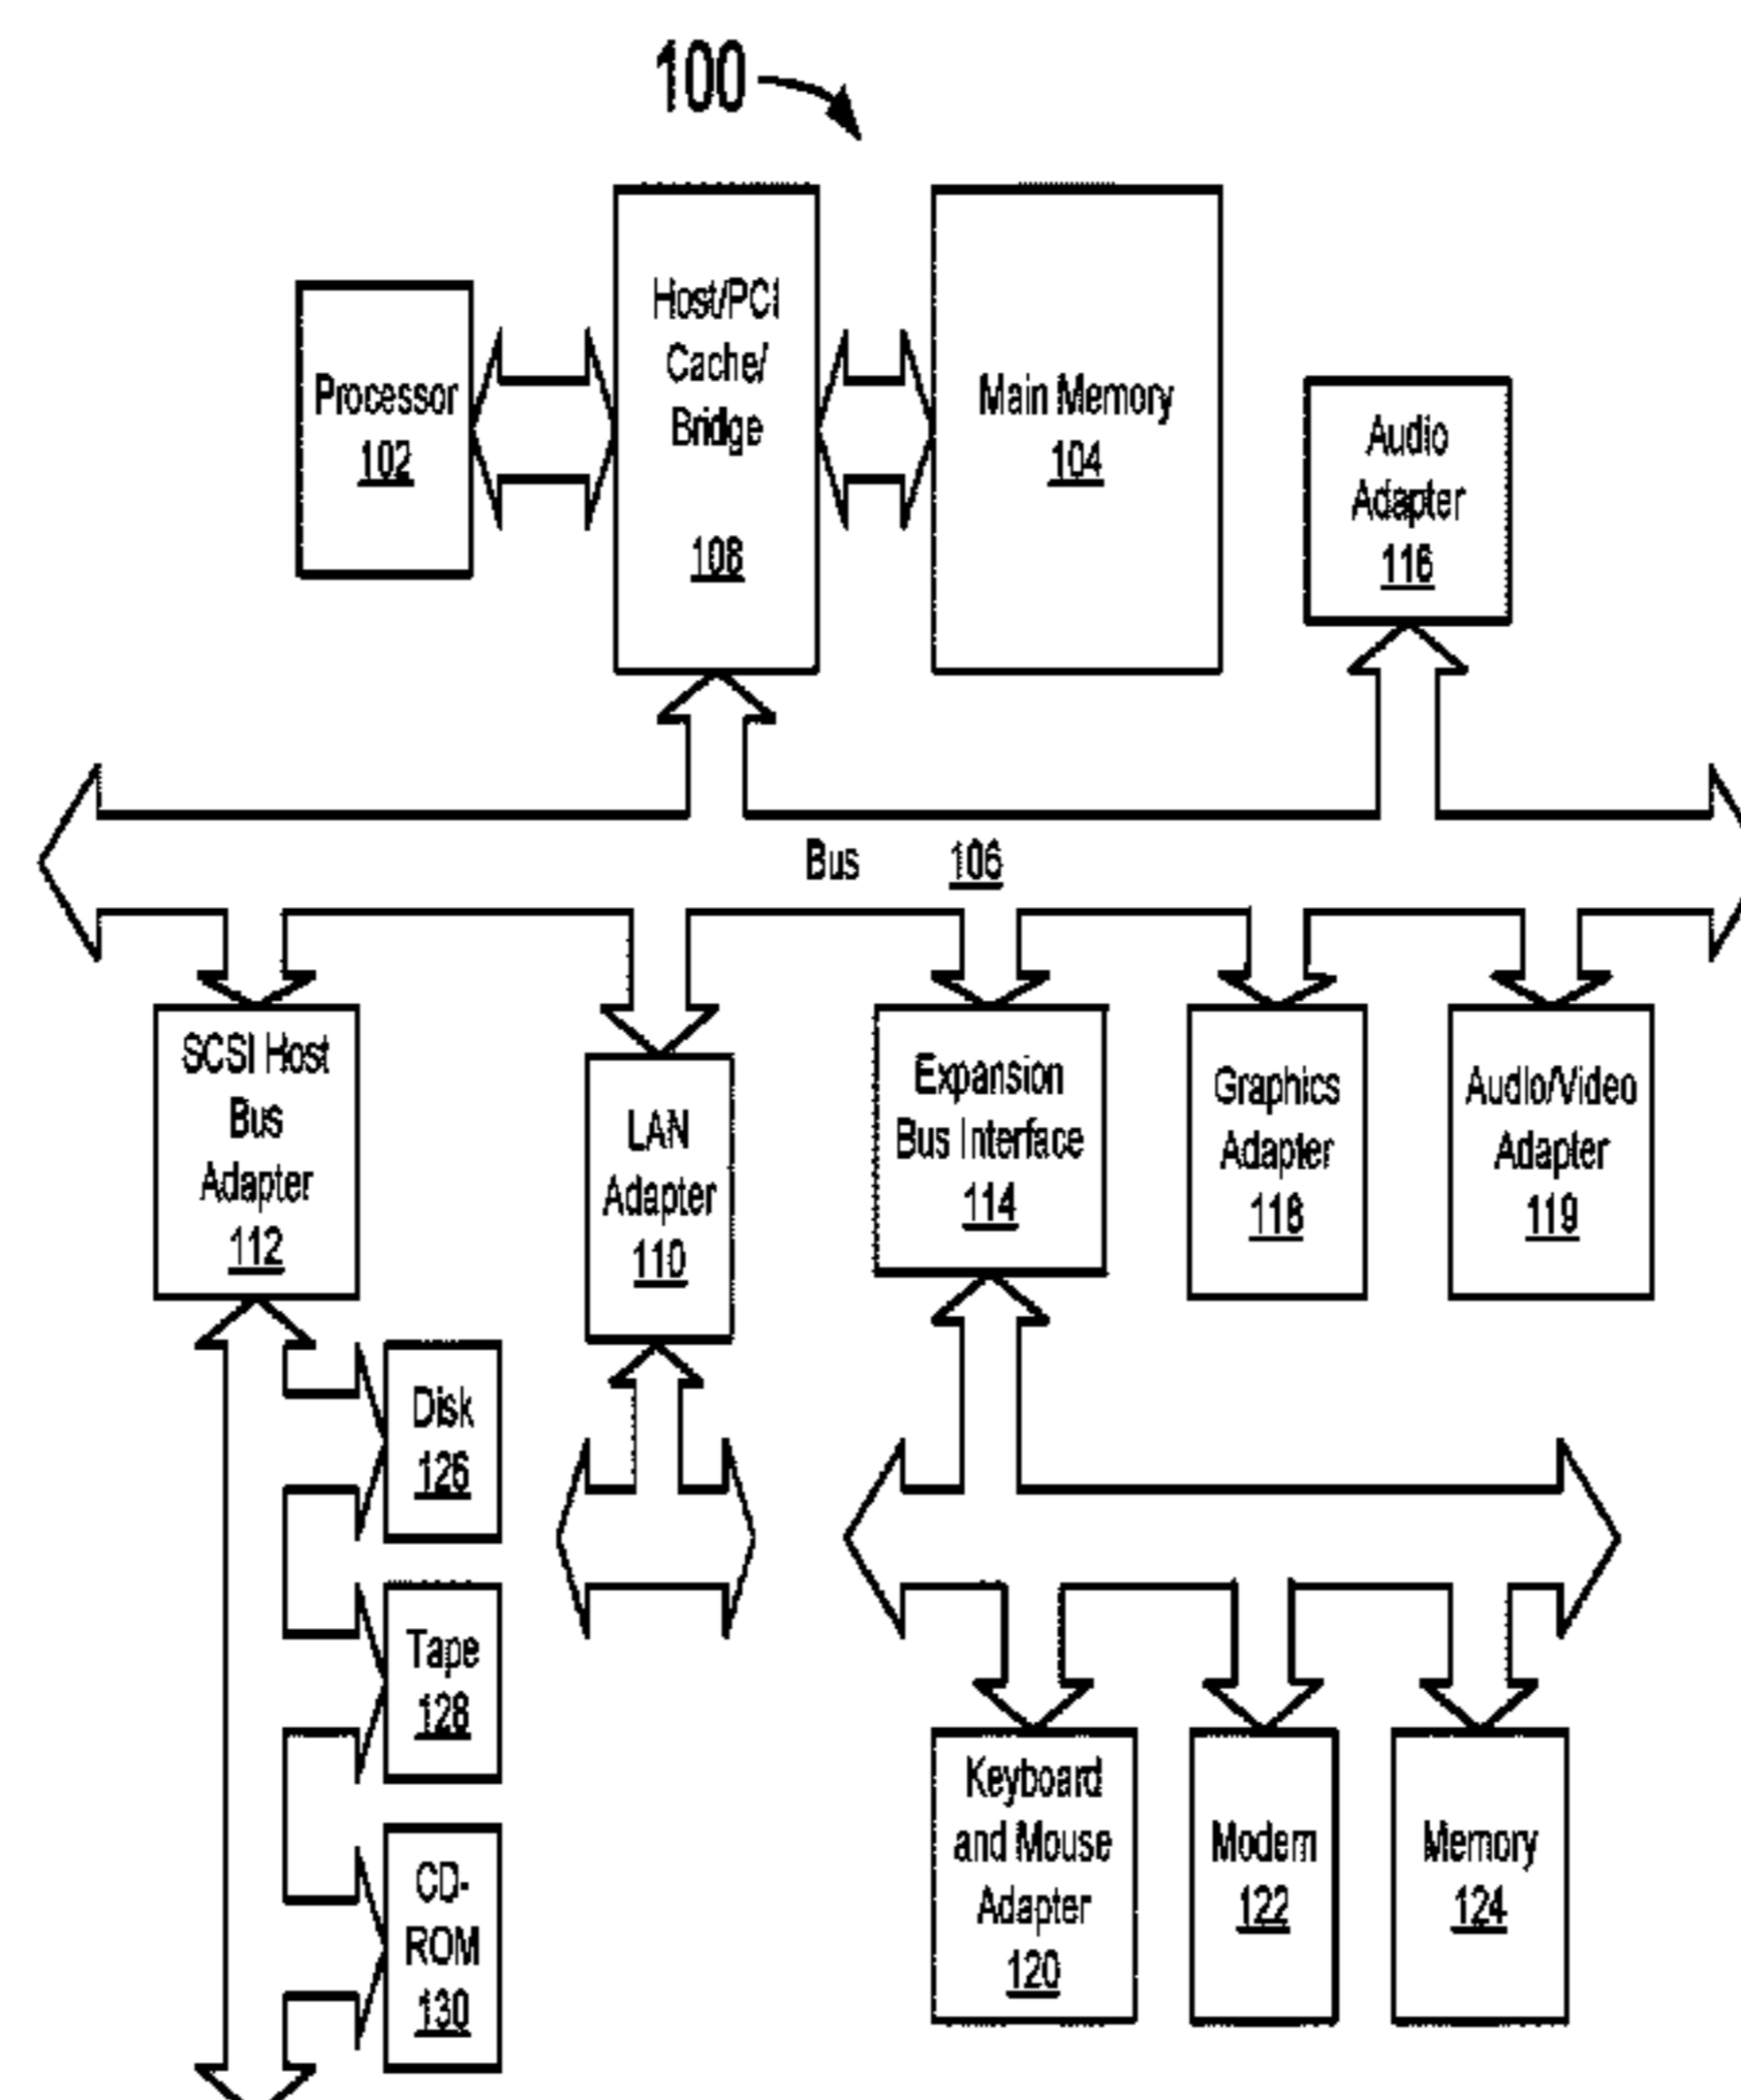 100
Processor
102
Host/PCI
Cache/
Bridge
108
Main Memory
104
Audio
Adapter
116
Bus 106
SCSI Host
Bus
Adapter
112
LAN
Adapter
110
Expansion
Bus Interface
114
Graphics
Adapter
118
Audio/Video
Adapter
119
Disk
126
Tape
128
CD-
ROM
130
Keyboard
and Mouse
Adapter
120
Modem
122
Memory
124